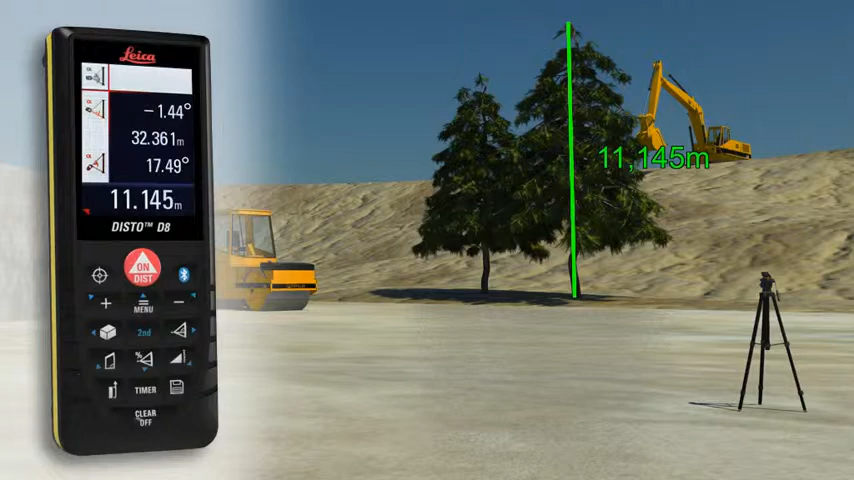 Leica
–1.44°
32.361m
17.49°
11.145m
DISTO™ D8
ON
DIST
+ = –
MENU
2nd
%
TIMER
CLEAR
OFF
11,145m